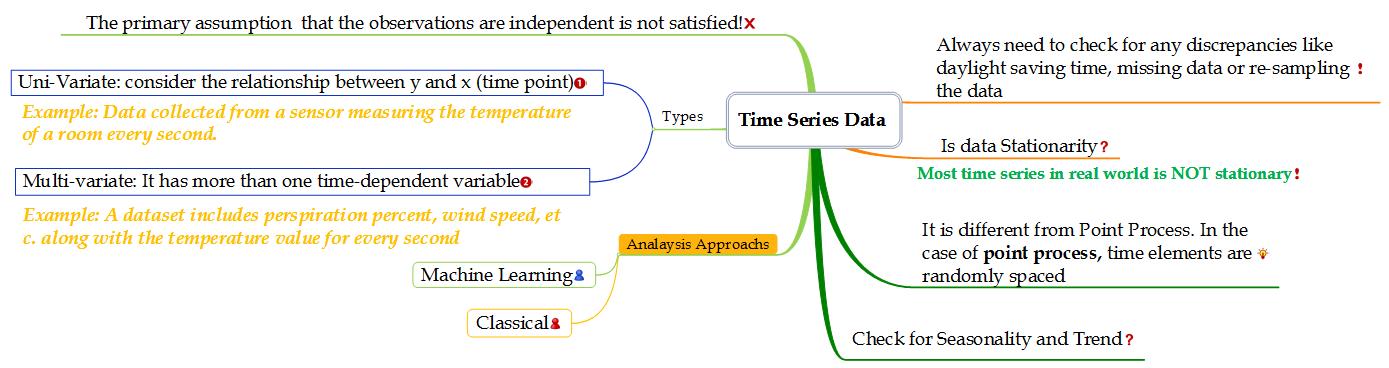 The primary assumption  that the observations are independent is not satisfied!
Uni-Variate: consider the relationship between y and x (time point)
1
Example: Data collected from a sensor measuring the temperature
of a room every second.
Types
Multi-variate: It has more than one time-dependent variable
2
Example: A dataset includes perspiration percent, wind speed, et
c. along with the temperature value for every second
Analaysis Approachs
Machine Learning
Classical
Time Series Data
Always need to check for any discrepancies like
daylight saving time, missing data or re-sampling !
the data
Is data Stationarity?
Most time series in real world is NOT stationary!
It is different from Point Process. In the
case of point process, time elements are
randomly spaced
Check for Seasonality and Trend?